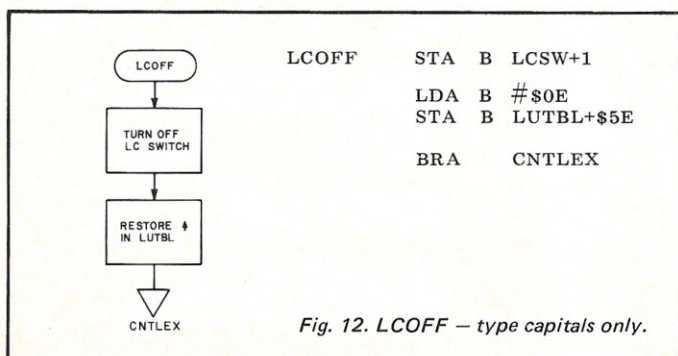 LCOFF
TURN OFF
LC SWITCH
RESTORE ↑
IN LUTBL
CNTLEX
LCOFF STA B LCSW+1
LDA B #$0E
STA B LUTBL+$5E
BRA CNTLEX
Fig. 12. LCOFF — type capitals only.